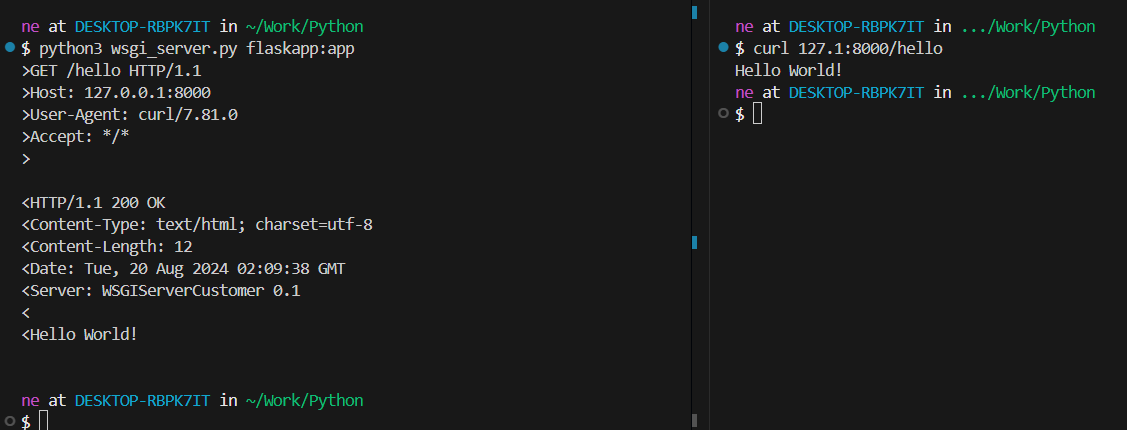 ne at DESKTOP-RBPK7IT in ~/Work/Python
$ python3 wsgi_server.py flaskapp:app
>GET /hello HTTP/1.1
>Host: 127.0.0.1:8000
>User-Agent: curl/7.81.0
>Accept: */*
>
<HTTP/1.1 200 OK
<Content-Type: text/html; charset=utf-8
<Content-Length: 12
<Date: Tue, 20 Aug 2024 02:09:38 GMT
<Server: WSGIServerCustomer 0.1
<
<Hello World!
ne at DESKTOP-RBPK7IT in ~/Work/Python
$
ne at DESKTOP-RBPK7IT in .../Work/Python
$ curl 127.1:8000/hello
Hello World!
ne at DESKTOP-RBPK7IT in .../Work/Python
$